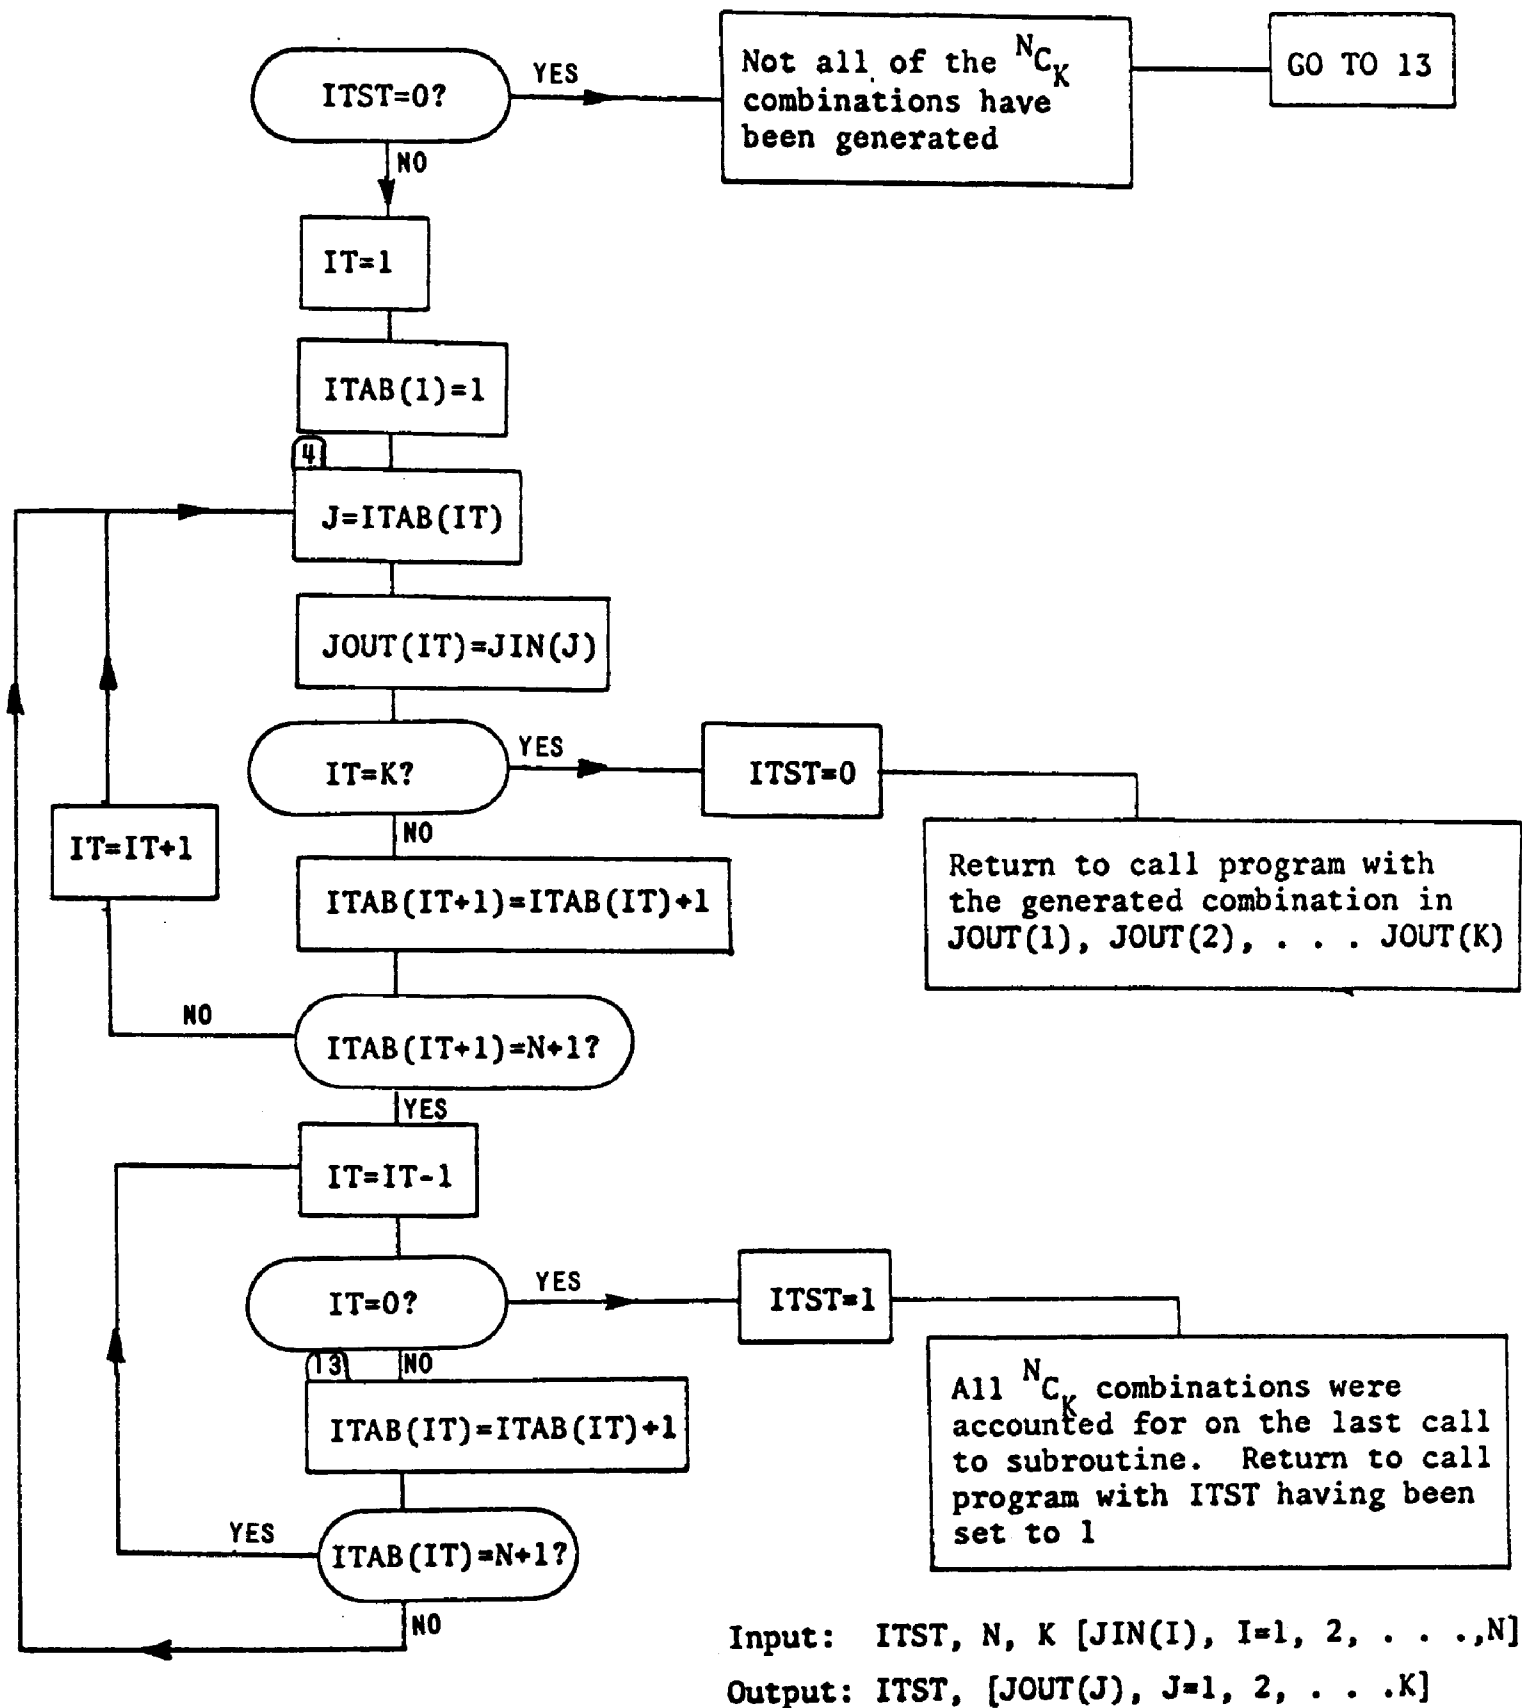 ITST=0?
YES
Not all of the NCK
combinations have
been generated
GO TO 13
NO
IT=1
ITAB(1)=1
4
J=ITAB(IT)
JOUT(IT)=JIN(J)
IT=K?
YES
ITST=0
Return to call program with
the generated combination in
JOUT(1), JOUT(2), . . . JOUT(K)
NO
IT=IT+1
ITAB(IT+1)=ITAB(IT)+1
NO
ITAB(IT+1)=N+1?
YES
IT=IT-1
IT=0?
YES
ITST=1
All NCK combinations were
accounted for on the last call
to subroutine. Return to call
program with ITST having been
set to 1
13
NO
ITAB(IT)=ITAB(IT)+1
YES
ITAB(IT)=N+1?
NO
Input: ITST, N, K [JIN(I), I=1, 2, . . .,N]
Output: ITST, [JOUT(J), J=1, 2, . . .K]